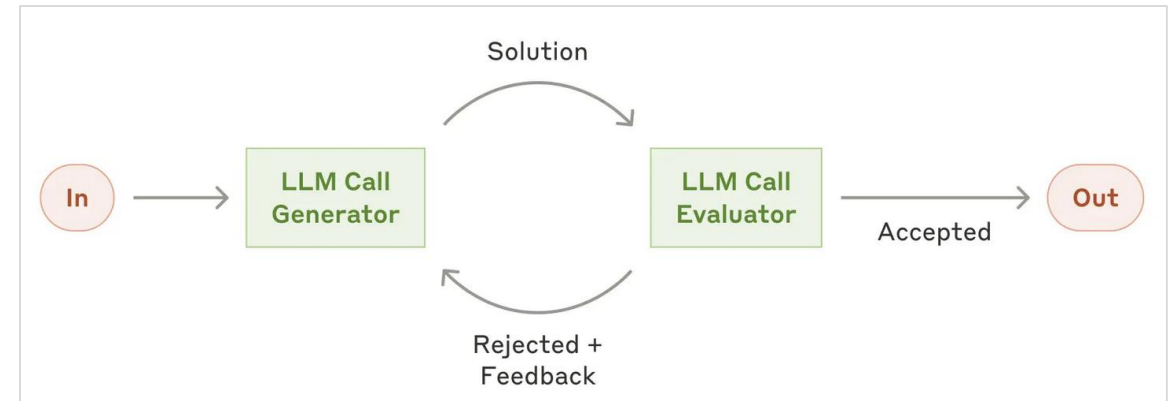 Solution
In
LLM Call
Generator
LLM Call
Evaluator
Out
Accepted
Rejected +
Feedback